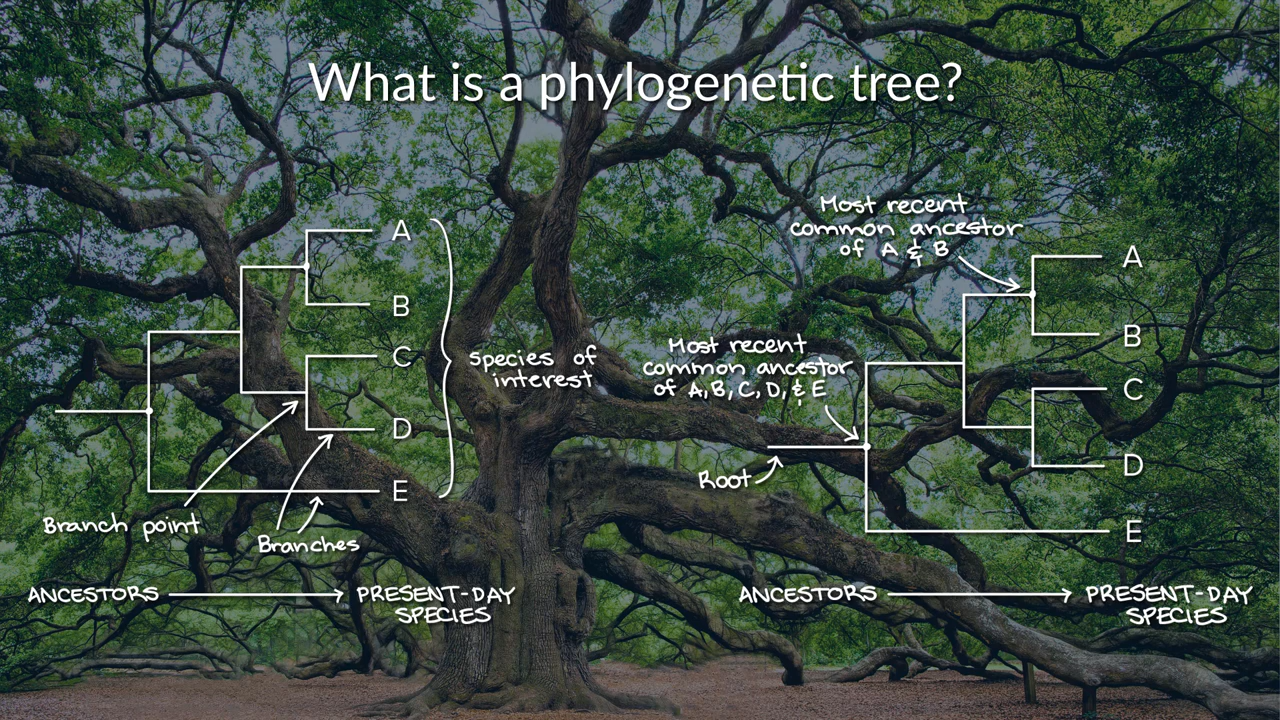 What is a phylogenetic tree?
A
B
C
D
E
species of
interest
Branch point
Branches
ANCESTORS
PRESENT-DAY
SPECIES
Most recent
common ancestor
of A & B
Most recent
common ancestor
of A, B, C, D, & E
Root
A
B
C
D
E
ANCESTORS
PRESENT-DAY
SPECIES